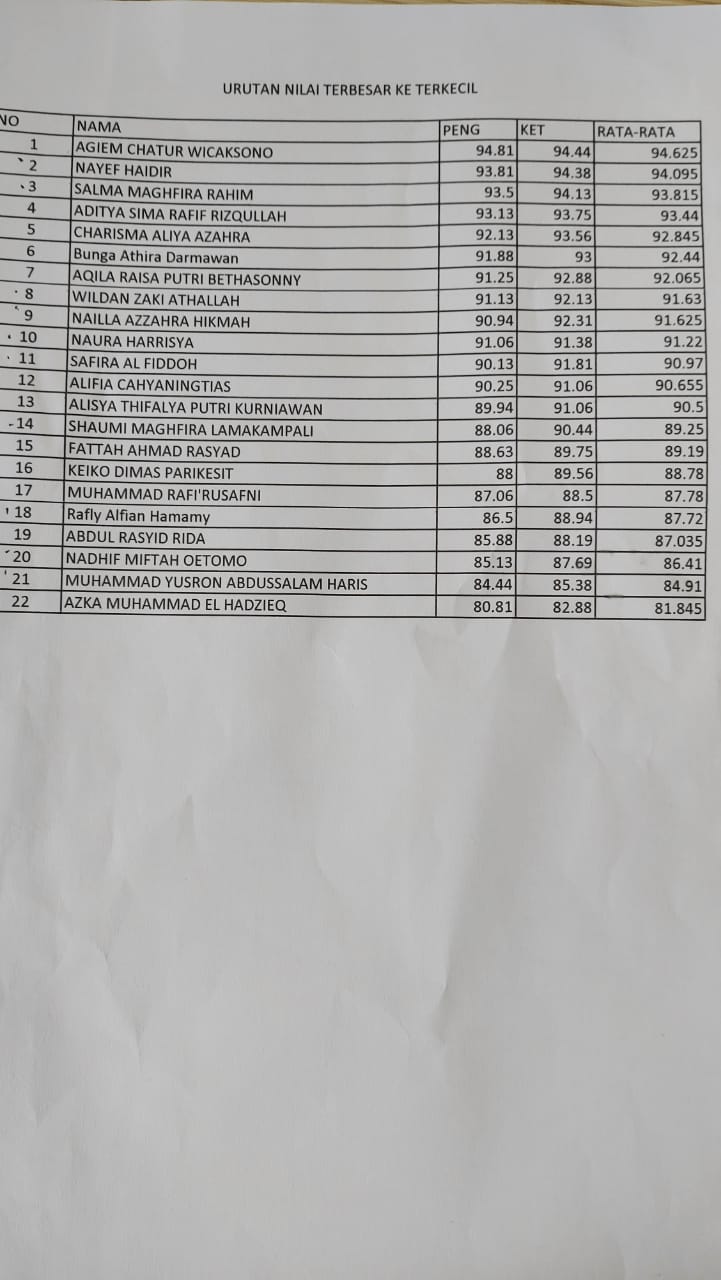 URUTAN NILAI TERBESAR KE TERKECIL
NO NAMA PENG KET RATA-RATA
1 AGIEM CHATUR WICAKSONO 94.81 94.44 94.625
2 NAYEF HAIDIR 93.81 94.38 94.095
3 SALMA MAGHFIRA RAHIM 93.5 94.13 93.815
4 ADITYA SIMA RAFIF RIZQULLAH 93.13 93.75 93.44
5 CHARISMA ALIYA AZAHRA 92.13 93.56 92.845
6 Bunga Athira Darmawan 91.88 93 92.44
7 AQILA RAISA PUTRI BETHASONNY 91.25 92.88 92.065
8 WILDAN ZAKI ATHALLAH 91.13 92.13 91.63
9 NAILLA AZZAHRA HIKMAH 90.94 92.31 91.625
10 NAURA HARRISYA 91.06 91.38 91.22
11 SAFIRA AL FIDDOH 90.13 91.81 90.97
12 ALIFIA CAHYANINGTIAS 90.25 91.06 90.655
13 ALISYA THIFALYA PUTRI KURNIAWAN 89.94 91.06 90.5
14 SHAUMI MAGHFIRA LAMAKAMPALI 88.06 90.44 89.25
15 FATTAH AHMAD RASYAD 88.63 89.75 89.19
16 KEIKO DIMAS PARIKESIT 88 89.56 88.78
17 MUHAMMAD RAFI'RUSAFNI 87.06 88.5 87.78
18 Rafly Alfian Hamamy 86.5 88.94 87.72
19 ABDUL RASYID RIDA 85.88 88.19 87.035
20 NADHIF MIFTAH OETOMO 85.13 87.69 86.41
21 MUHAMMAD YUSRON ABDUSSALAM HARIS 84.44 85.38 84.91
22 AZKA MUHAMMAD EL HADZIEQ 80.81 82.88 81.845